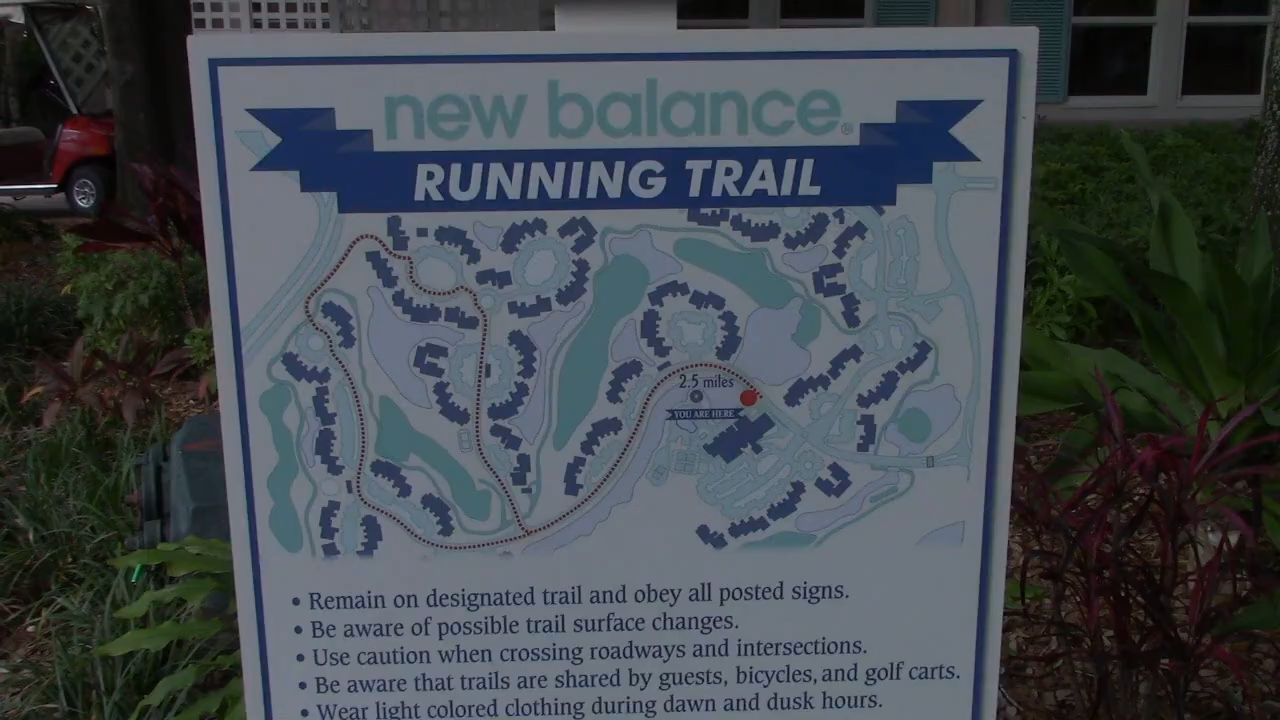 new balance®
RUNNING TRAIL
2.5 miles
YOU ARE HERE
• Remain on designated trail and obey all posted signs.
• Be aware of possible trail surface changes.
• Use caution when crossing roadways and intersections.
• Be aware that trails are shared by guests, bicycles, and golf carts.
• Wear light colored clothing during dawn and dusk hours.